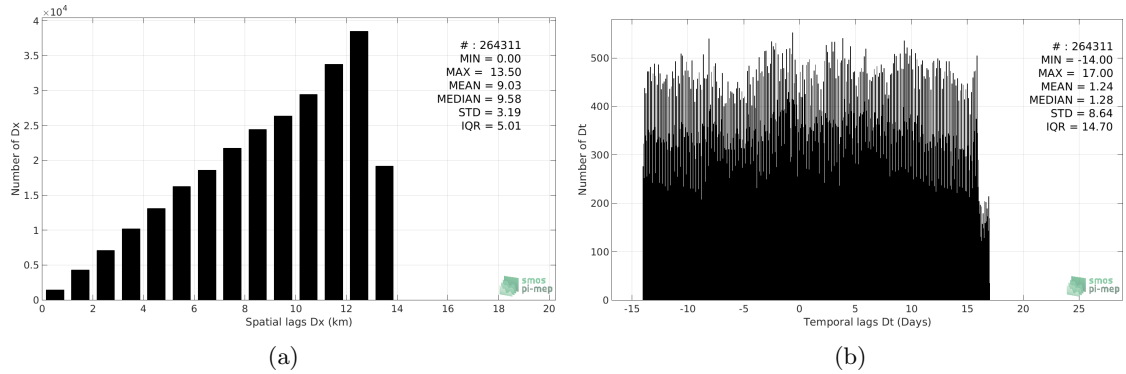 ×10⁴
4
3.5
3
2.5
2
1.5
1
0.5
0
Number of Dx
# : 264311
MIN = 0.00
MAX = 13.50
MEAN = 9.03
MEDIAN = 9.58
STD = 3.19
IQR = 5.01
smos
pi-mep
0 2 4 6 8 10 12 14 16 18 20
Spatial lags Dx (km)
(a)
500
400
300
200
100
0
Number of Dt
# : 264311
MIN = -14.00
MAX = 17.00
MEAN = 1.24
MEDIAN = 1.28
STD = 8.64
IQR = 14.70
smos
pi-mep
-15 -10 -5 0 5 10 15 20 25
Temporal lags Dt (Days)
(b)